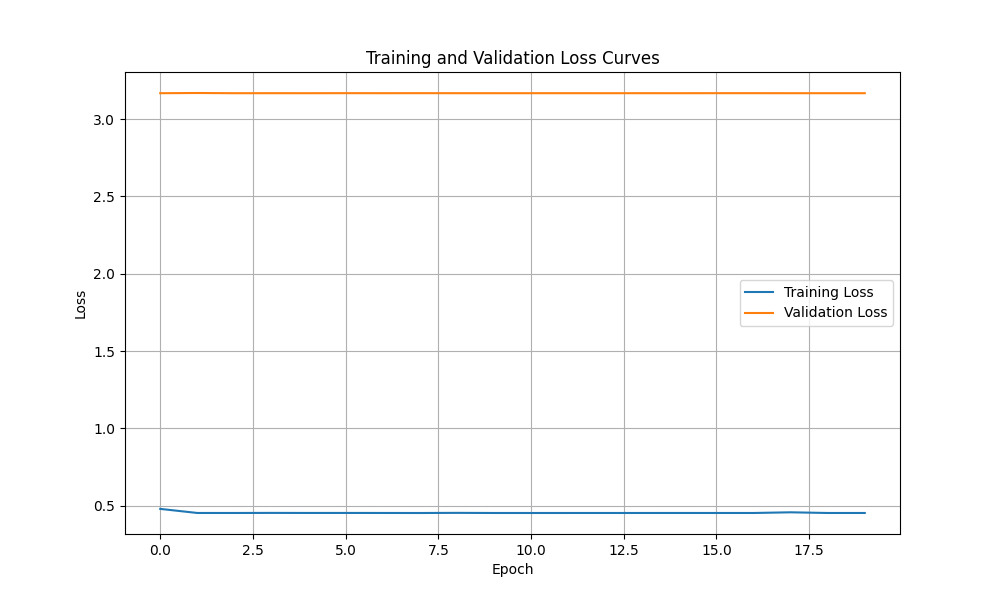 Training and Validation Loss Curves
3.0
2.5
2.0
1.5
1.0
0.5
Loss
Training Loss
Validation Loss
0.0 2.5 5.0 7.5 10.0 12.5 15.0 17.5
Epoch